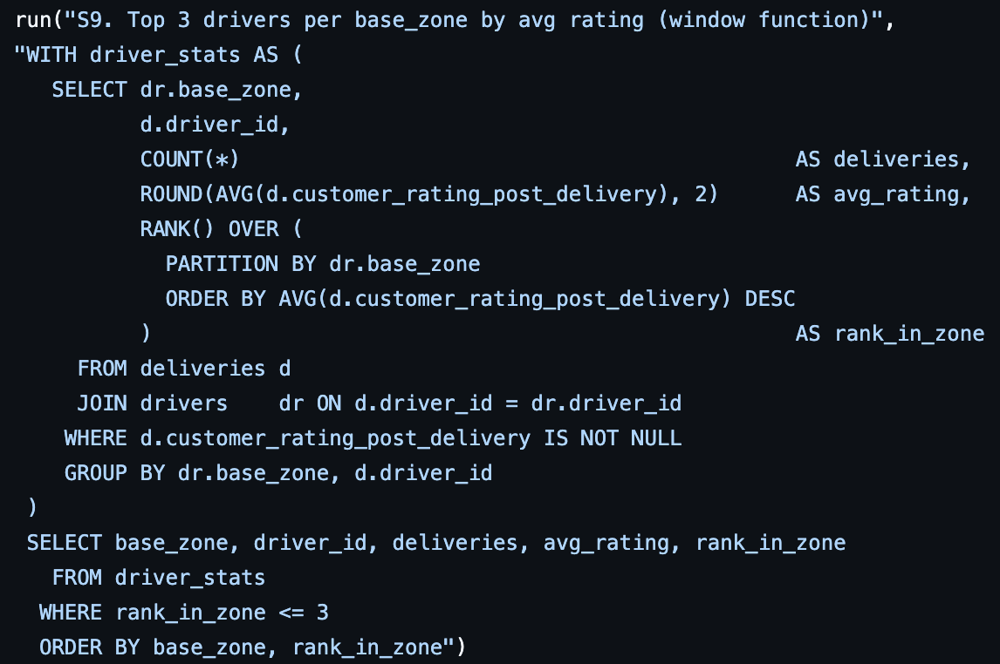 run("S9. Top 3 drivers per base_zone by avg rating (window function)",
"WITH driver_stats AS (
   SELECT dr.base_zone,
          d.driver_id,
          COUNT(*)                                            AS deliveries,
          ROUND(AVG(d.customer_rating_post_delivery), 2)      AS avg_rating,
          RANK() OVER (
            PARTITION BY dr.base_zone
            ORDER BY AVG(d.customer_rating_post_delivery) DESC
          )                                                   AS rank_in_zone
     FROM deliveries d
     JOIN drivers    dr ON d.driver_id = dr.driver_id
    WHERE d.customer_rating_post_delivery IS NOT NULL
    GROUP BY dr.base_zone, d.driver_id
 )
 SELECT base_zone, driver_id, deliveries, avg_rating, rank_in_zone
   FROM driver_stats
  WHERE rank_in_zone <= 3
  ORDER BY base_zone, rank_in_zone")